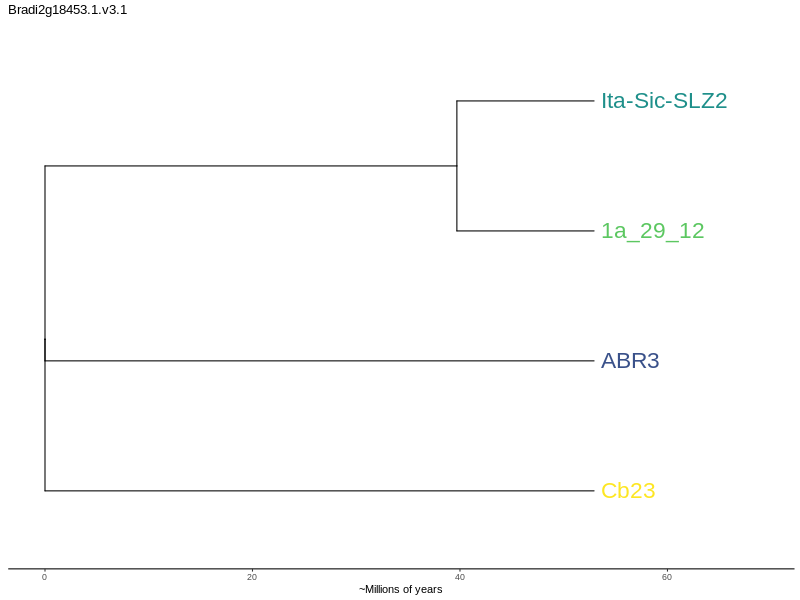 Bradi2g18453.1.v3.1
Ita-Sic-SLZ2
1a_29_12
ABR3
Cb23
0 20 40 60
~Millions of years